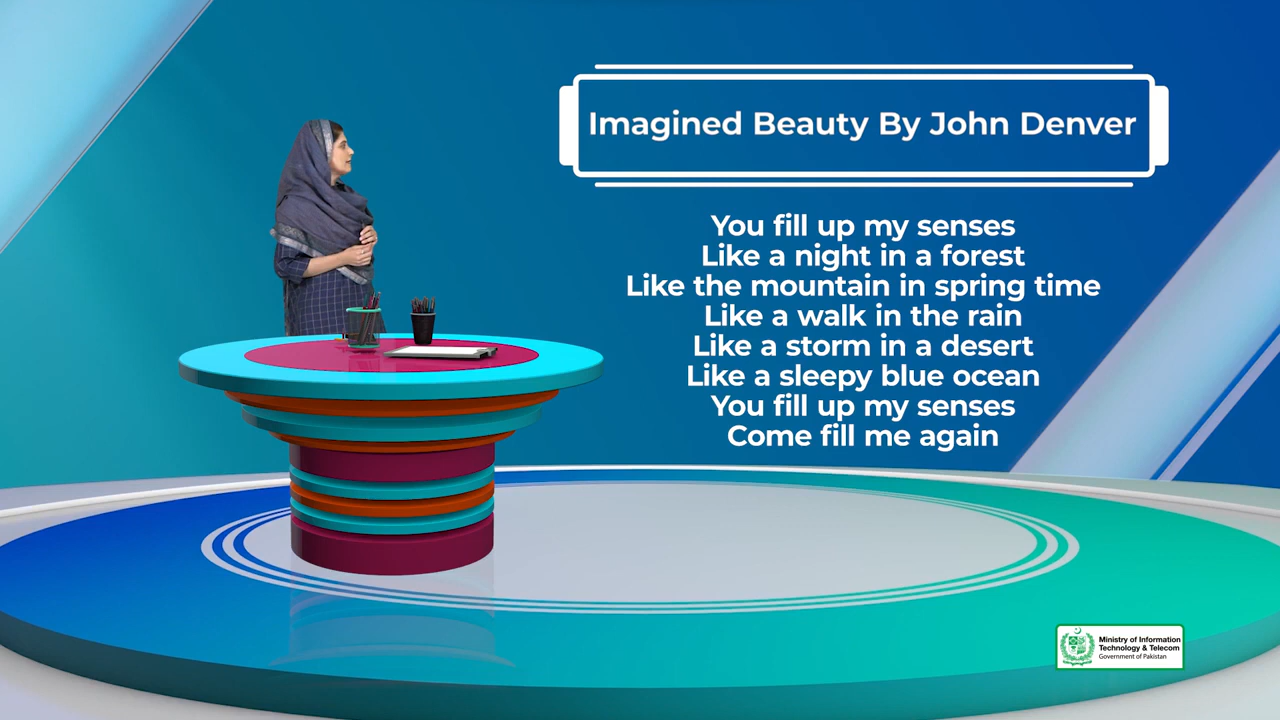 Imagined Beauty By John Denver
You fill up my senses
Like a night in a forest
Like the mountain in spring time
Like a walk in the rain
Like a storm in a desert
Like a sleepy blue ocean
You fill up my senses
Come fill me again
Ministry of Information
Technology & Telecom
Government of Pakistan